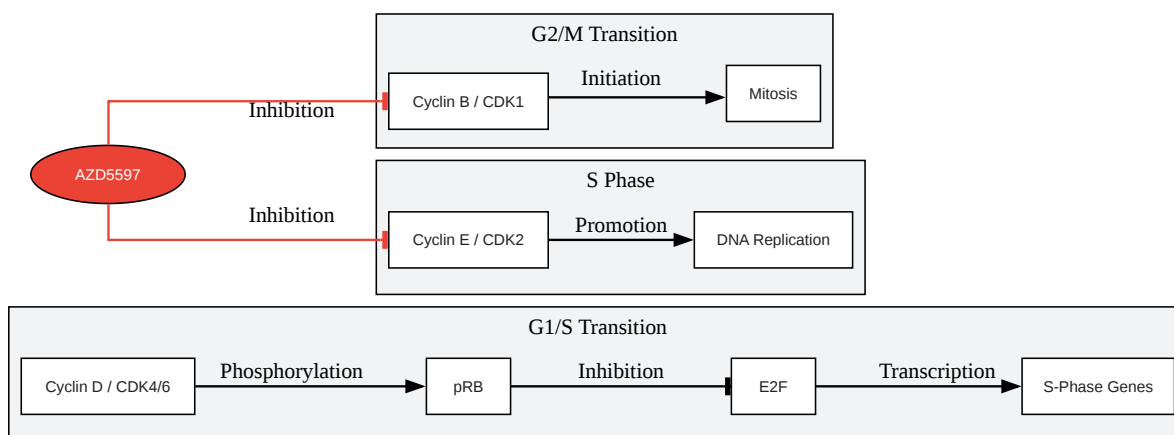 G2/M Transition
Cyclin B / CDK1
Initiation
Mitosis
Inhibition
AZD5597
Inhibition
S Phase
Cyclin E / CDK2
Promotion
DNA Replication
G1/S Transition
Cyclin D / CDK4/6
Phosphorylation
pRB
Inhibition
E2F
Transcription
S-Phase Genes